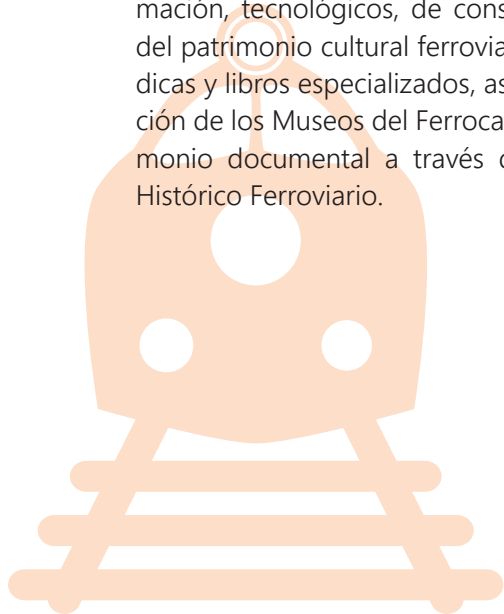 mación, tecnológicos, de cons
del patrimonio cultural ferrovia
dicas y libros especializados, as
ción de los Museos del Ferroca
monio documental a través
Histórico Ferroviario.